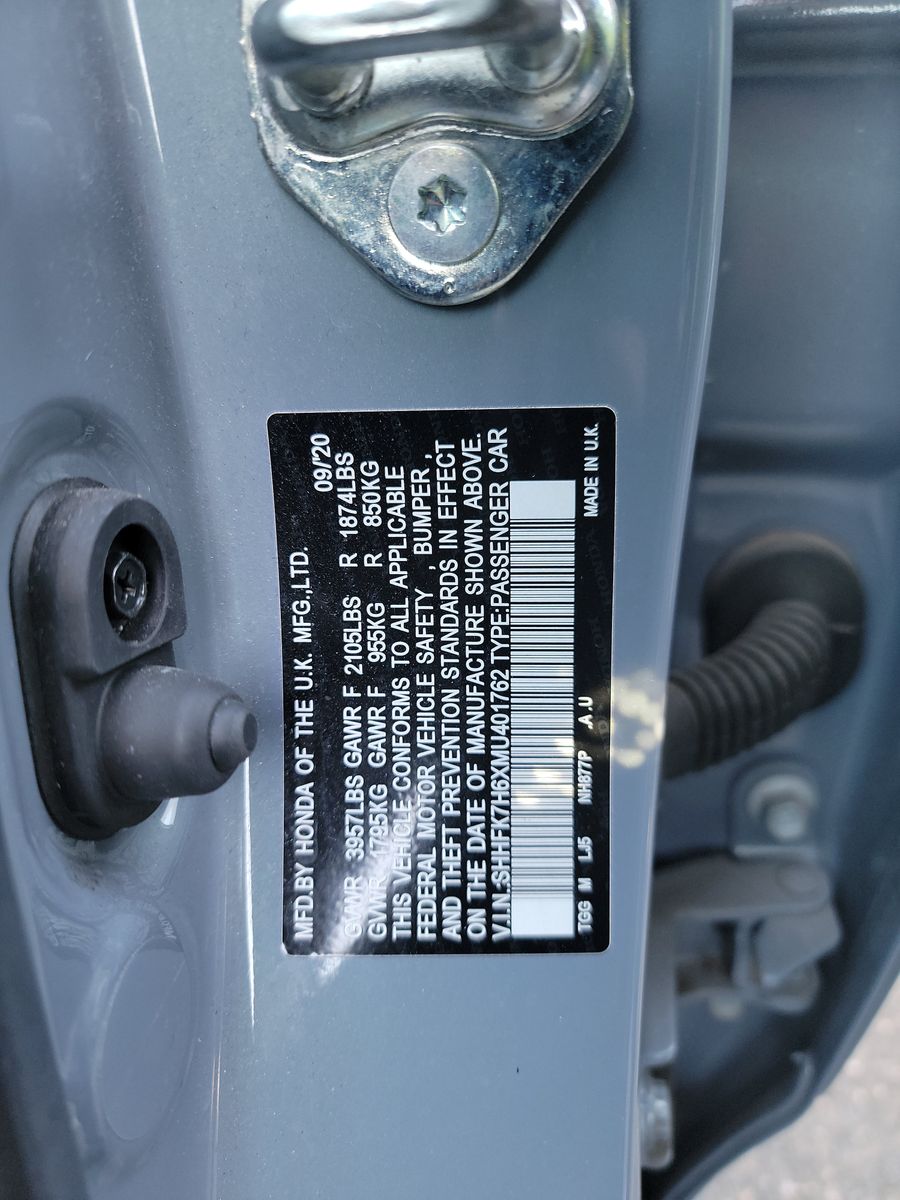 MFD.BY HONDA OF THE U.K. MFG.,LTD. 09/'20
GVWR 3957LBS GAWR F 2105LBS R 1874LBS
GVWR 1795KG GAWR F 955KG R 850KG
THIS VEHICLE CONFORMS TO ALL APPLICABLE
FEDERAL MOTOR VEHICLE SAFETY , BUMPER ,
AND THEFT PREVENTION STANDARDS IN EFFECT
ON THE DATE OF MANUFACTURE SHOWN ABOVE.
V.I.N.:SHHFK7H6XMU401762 TYPE:PASSENGER CAR
TGG M LJ5 NH877P .A .U MADE IN U.K.